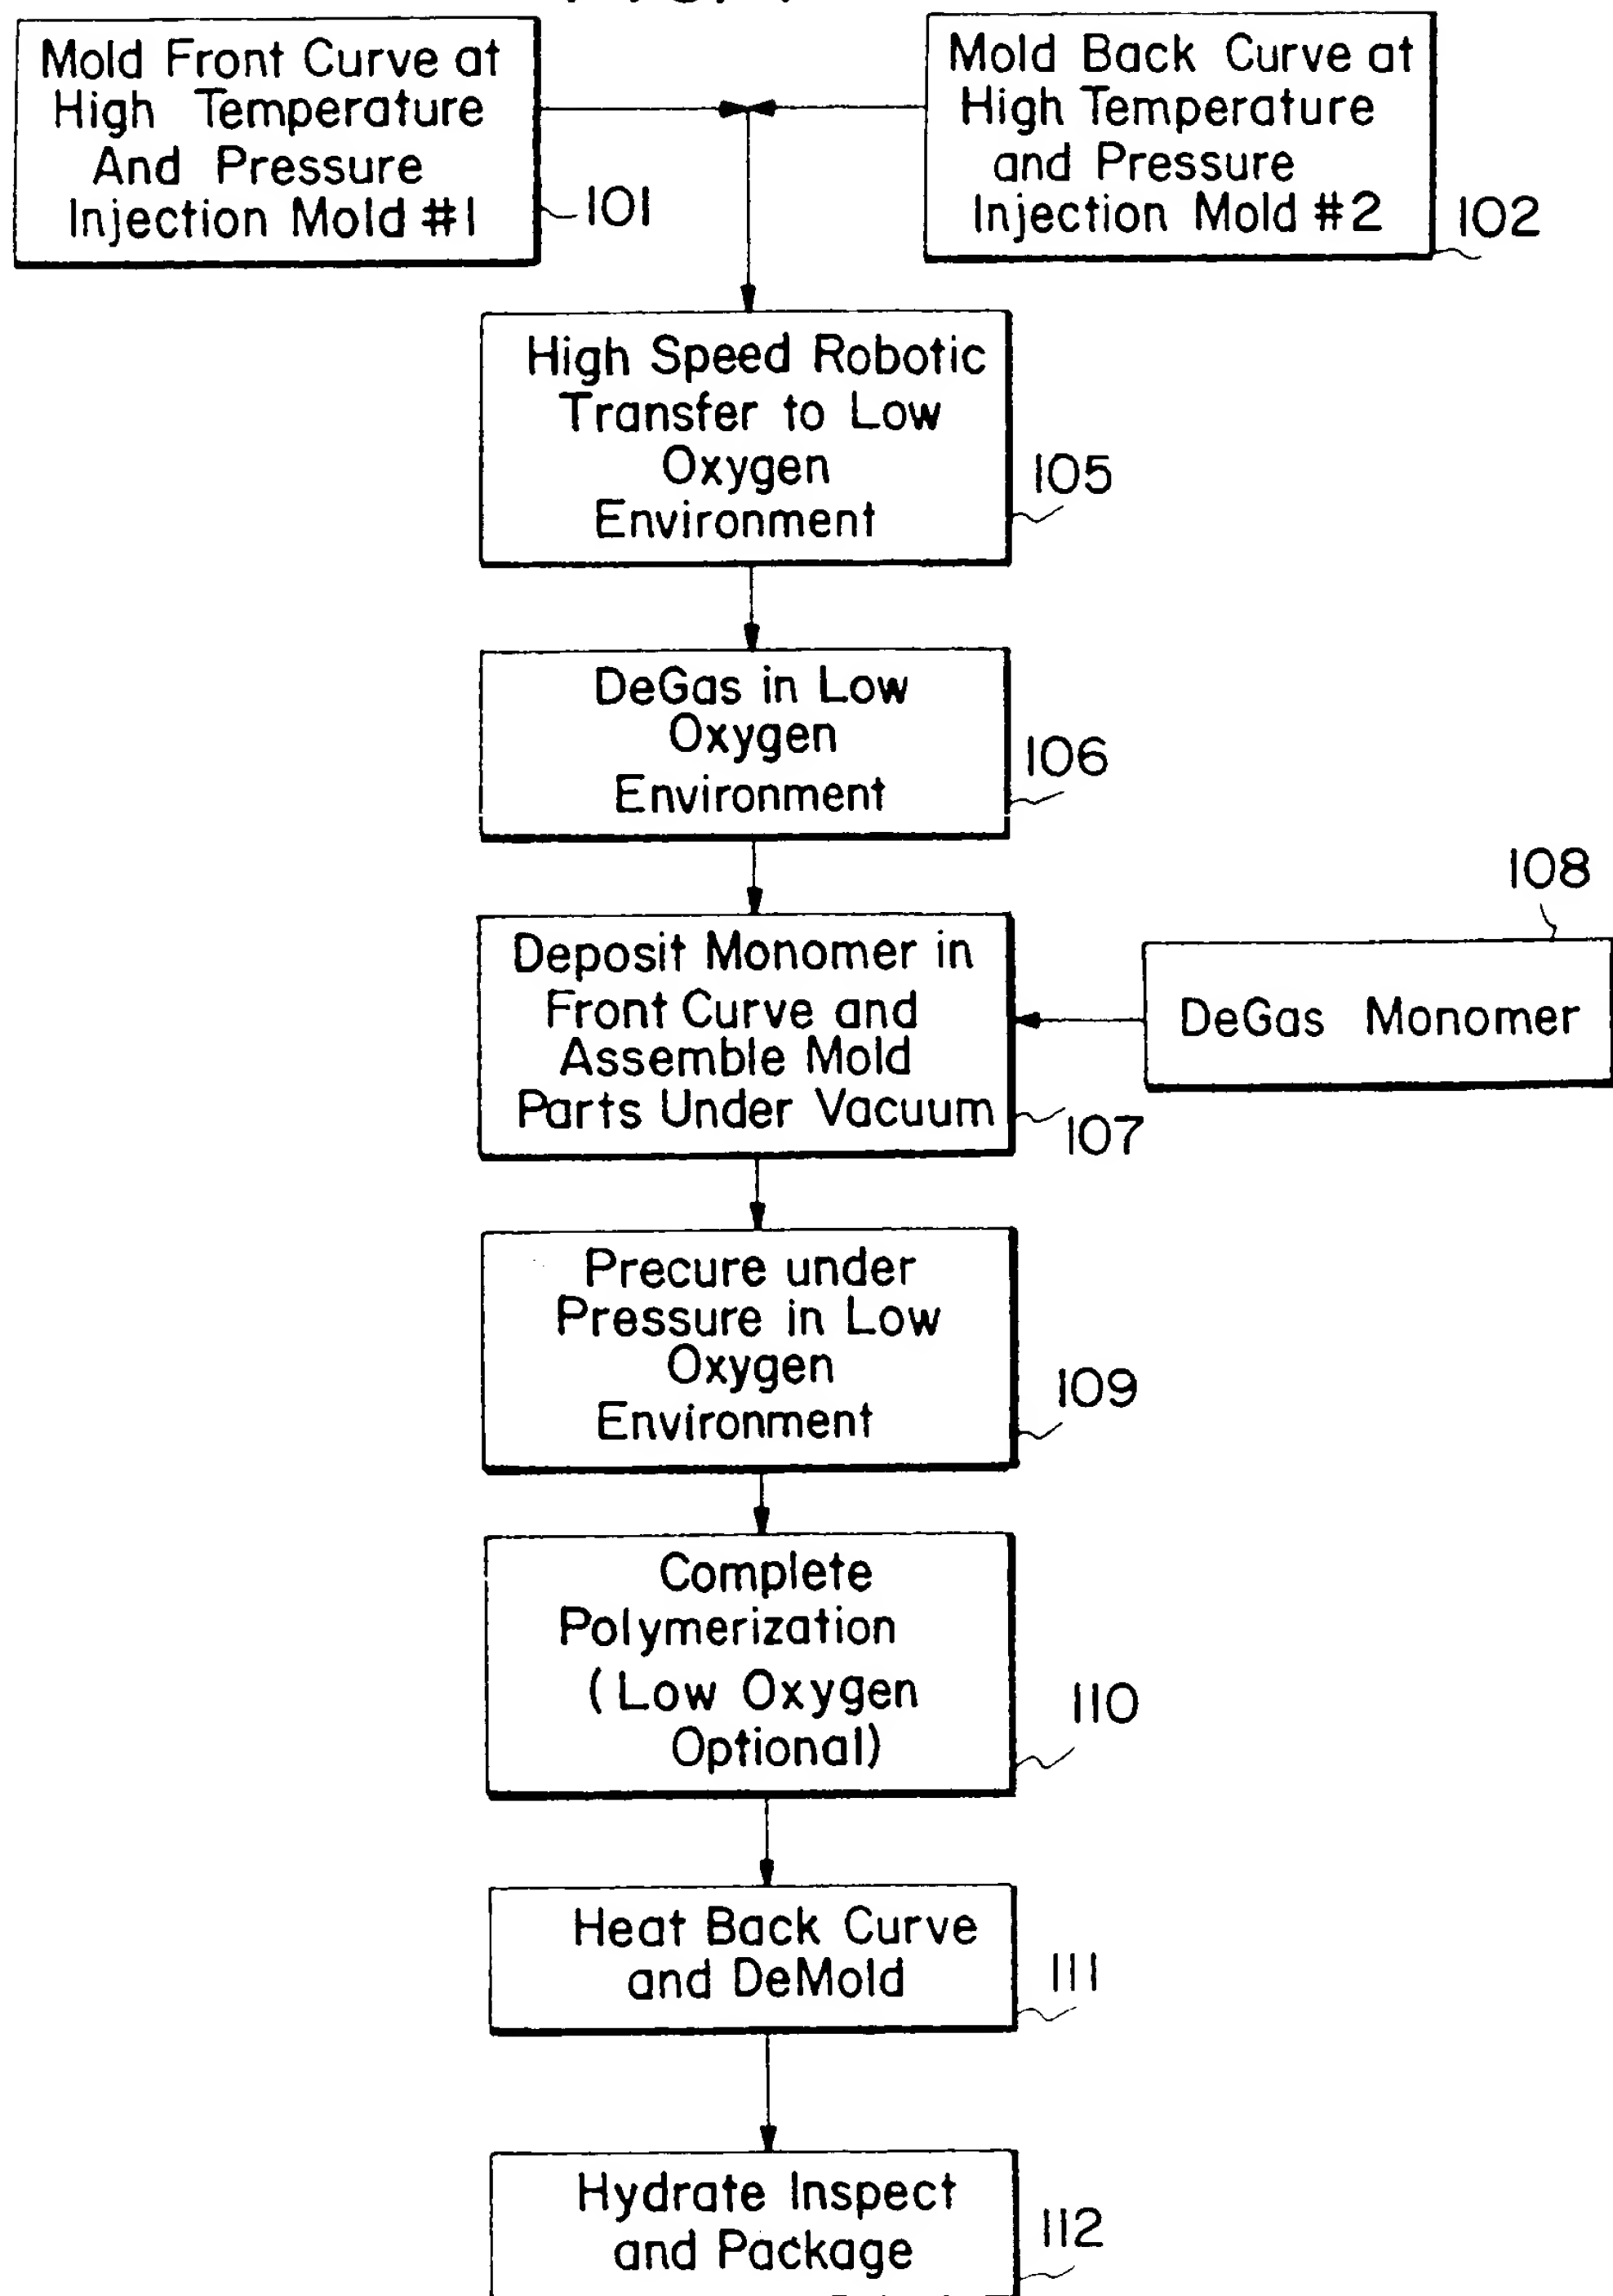 Mold Front Curve at
High Temperature
And Pressure
Injection Mold #1
101
Mold Back Curve at
High Temperature
and Pressure
Injection Mold #2
102
High Speed Robotic
Transfer to Low
Oxygen
Environment
105
DeGas in Low
Oxygen
Environment
106
Deposit Monomer in
Front Curve and
Assemble Mold
Parts Under Vacuum
107
108
DeGas Monomer
Precure under
Pressure in Low
Oxygen
Environment
109
Complete
Polymerization
(Low Oxygen
Optional)
110
Heat Back Curve
and DeMold
111
Hydrate Inspect
and Package
112